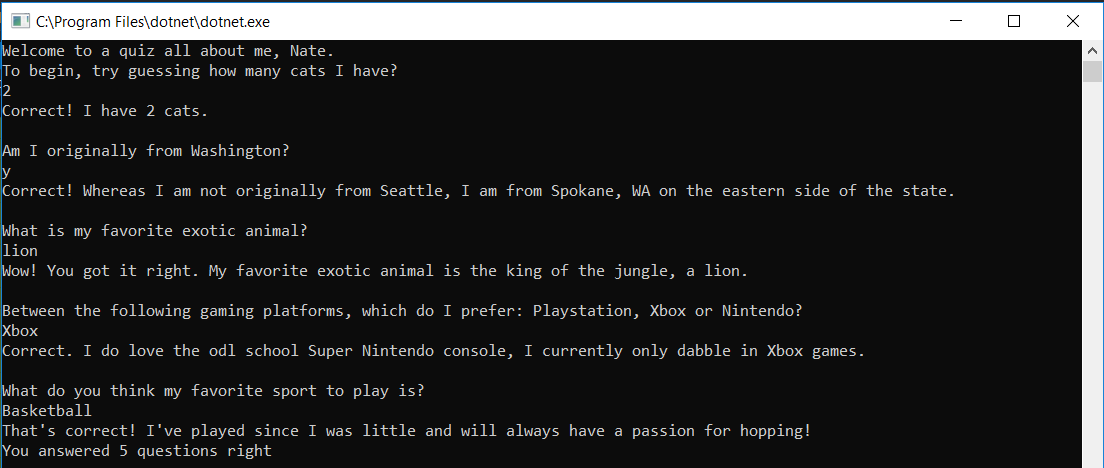 C:\Program Files\dotnet\dotnet.exe
Welcome to a quiz all about me, Nate.
To begin, try guessing how many cats I have?
2
Correct! I have 2 cats.
Am I originally from Washington?
y
Correct! Whereas I am not originally from Seattle, I am from Spokane, WA on the eastern side of the state.
What is my favorite exotic animal?
lion
Wow! You got it right. My favorite exotic animal is the king of the jungle, a lion.
Between the following gaming platforms, which do I prefer: Playstation, Xbox or Nintendo?
Xbox
Correct. I do love the odl school Super Nintendo console, I currently only dabble in Xbox games.
What do you think my favorite sport to play is?
Basketball
That's correct! I've played since I was little and will always have a passion for hopping!
You answered 5 questions right